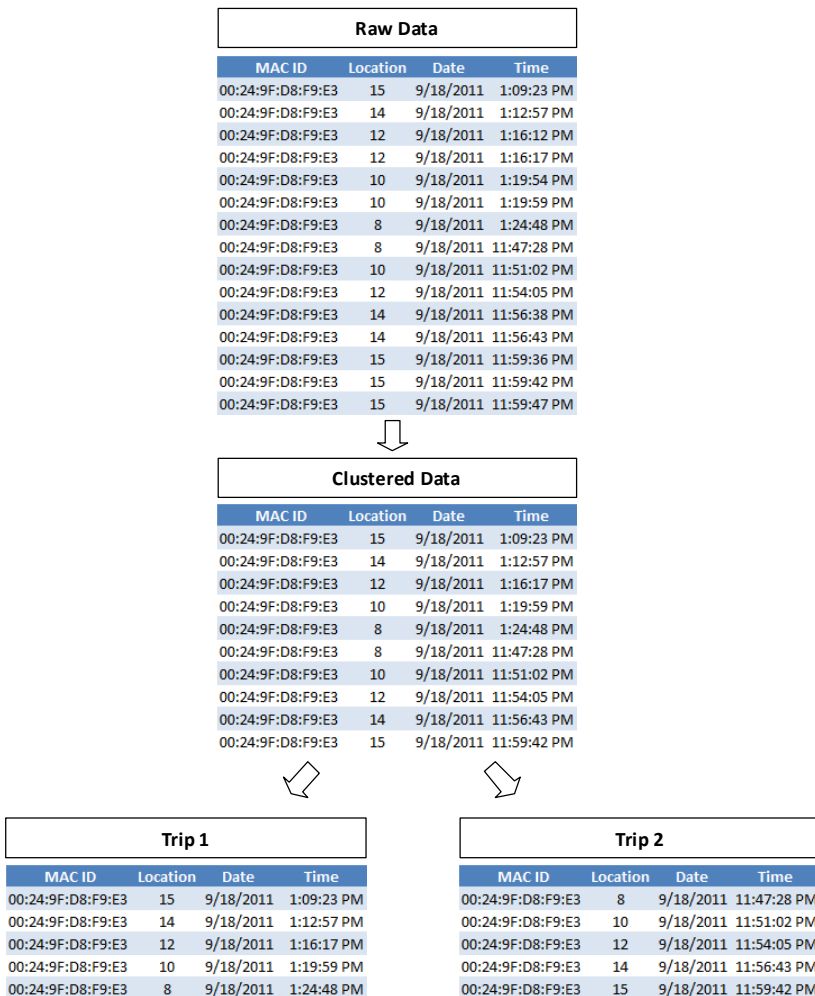 Raw Data
MAC ID Location Date Time
00:24:9F:D8:F9:E3 15 9/18/2011 1:09:23 PM
00:24:9F:D8:F9:E3 14 9/18/2011 1:12:57 PM
00:24:9F:D8:F9:E3 12 9/18/2011 1:16:12 PM
00:24:9F:D8:F9:E3 12 9/18/2011 1:16:17 PM
00:24:9F:D8:F9:E3 10 9/18/2011 1:19:54 PM
00:24:9F:D8:F9:E3 10 9/18/2011 1:19:59 PM
00:24:9F:D8:F9:E3 8 9/18/2011 1:24:48 PM
00:24:9F:D8:F9:E3 8 9/18/2011 11:47:28 PM
00:24:9F:D8:F9:E3 10 9/18/2011 11:51:02 PM
00:24:9F:D8:F9:E3 12 9/18/2011 11:54:05 PM
00:24:9F:D8:F9:E3 14 9/18/2011 11:56:38 PM
00:24:9F:D8:F9:E3 14 9/18/2011 11:56:43 PM
00:24:9F:D8:F9:E3 15 9/18/2011 11:59:36 PM
00:24:9F:D8:F9:E3 15 9/18/2011 11:59:42 PM
00:24:9F:D8:F9:E3 15 9/18/2011 11:59:47 PM
Clustered Data
MAC ID Location Date Time
00:24:9F:D8:F9:E3 15 9/18/2011 1:09:23 PM
00:24:9F:D8:F9:E3 14 9/18/2011 1:12:57 PM
00:24:9F:D8:F9:E3 12 9/18/2011 1:16:17 PM
00:24:9F:D8:F9:E3 10 9/18/2011 1:19:59 PM
00:24:9F:D8:F9:E3 8 9/18/2011 1:24:48 PM
00:24:9F:D8:F9:E3 8 9/18/2011 11:47:28 PM
00:24:9F:D8:F9:E3 10 9/18/2011 11:51:02 PM
00:24:9F:D8:F9:E3 12 9/18/2011 11:54:05 PM
00:24:9F:D8:F9:E3 14 9/18/2011 11:56:43 PM
00:24:9F:D8:F9:E3 15 9/18/2011 11:59:42 PM
Trip 1
MAC ID Location Date Time
00:24:9F:D8:F9:E3 15 9/18/2011 1:09:23 PM
00:24:9F:D8:F9:E3 14 9/18/2011 1:12:57 PM
00:24:9F:D8:F9:E3 12 9/18/2011 1:16:17 PM
00:24:9F:D8:F9:E3 10 9/18/2011 1:19:59 PM
00:24:9F:D8:F9:E3 8 9/18/2011 1:24:48 PM
Trip 2
MAC ID Location Date Time
00:24:9F:D8:F9:E3 8 9/18/2011 11:47:28 PM
00:24:9F:D8:F9:E3 10 9/18/2011 11:51:02 PM
00:24:9F:D8:F9:E3 12 9/18/2011 11:54:05 PM
00:24:9F:D8:F9:E3 14 9/18/2011 11:56:43 PM
00:24:9F:D8:F9:E3 15 9/18/2011 11:59:42 PM